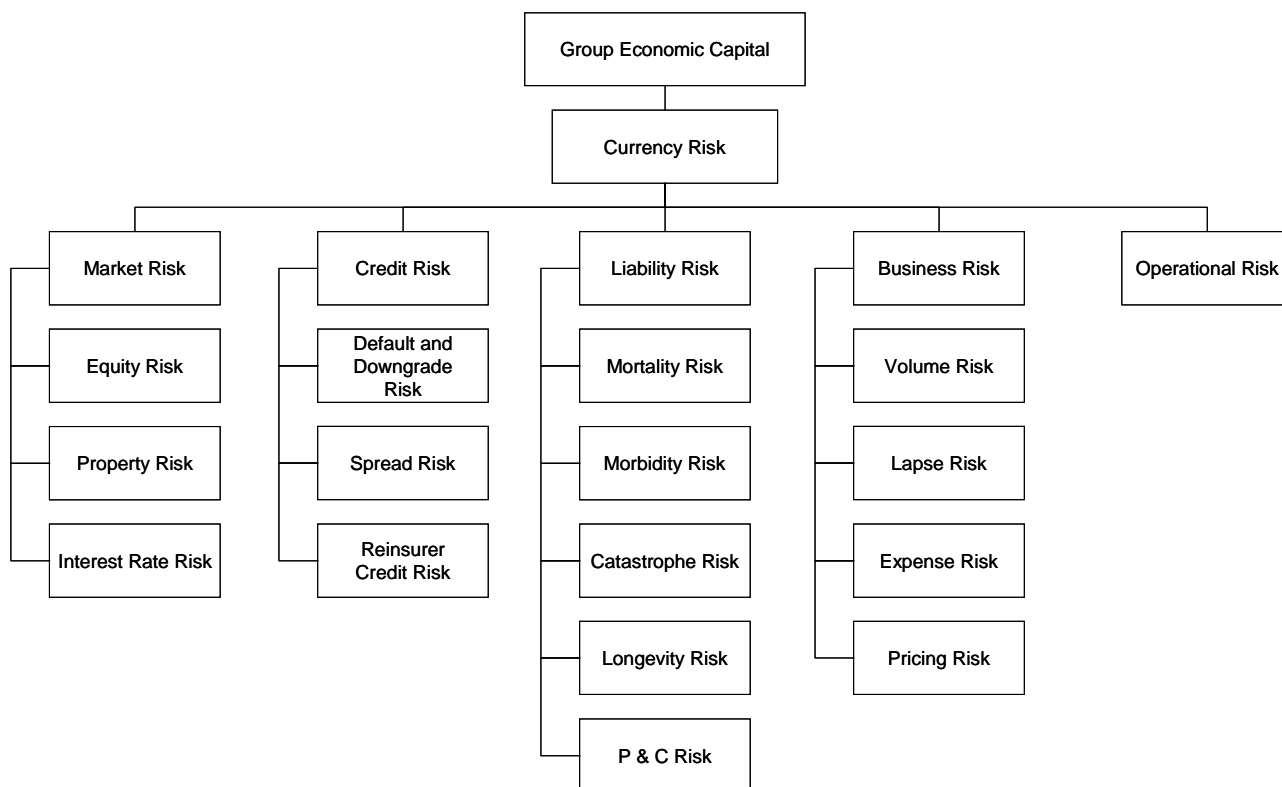 Group Economic Capital
Currency Risk
Market Risk
Equity Risk
Property Risk
Interest Rate Risk
Credit Risk
Default and
Downgrade
Risk
Spread Risk
Reinsurer
Credit Risk
Liability Risk
Mortality Risk
Morbidity Risk
Catastrophe Risk
Longevity Risk
P & C Risk
Business Risk
Volume Risk
Lapse Risk
Expense Risk
Pricing Risk
Operational Risk